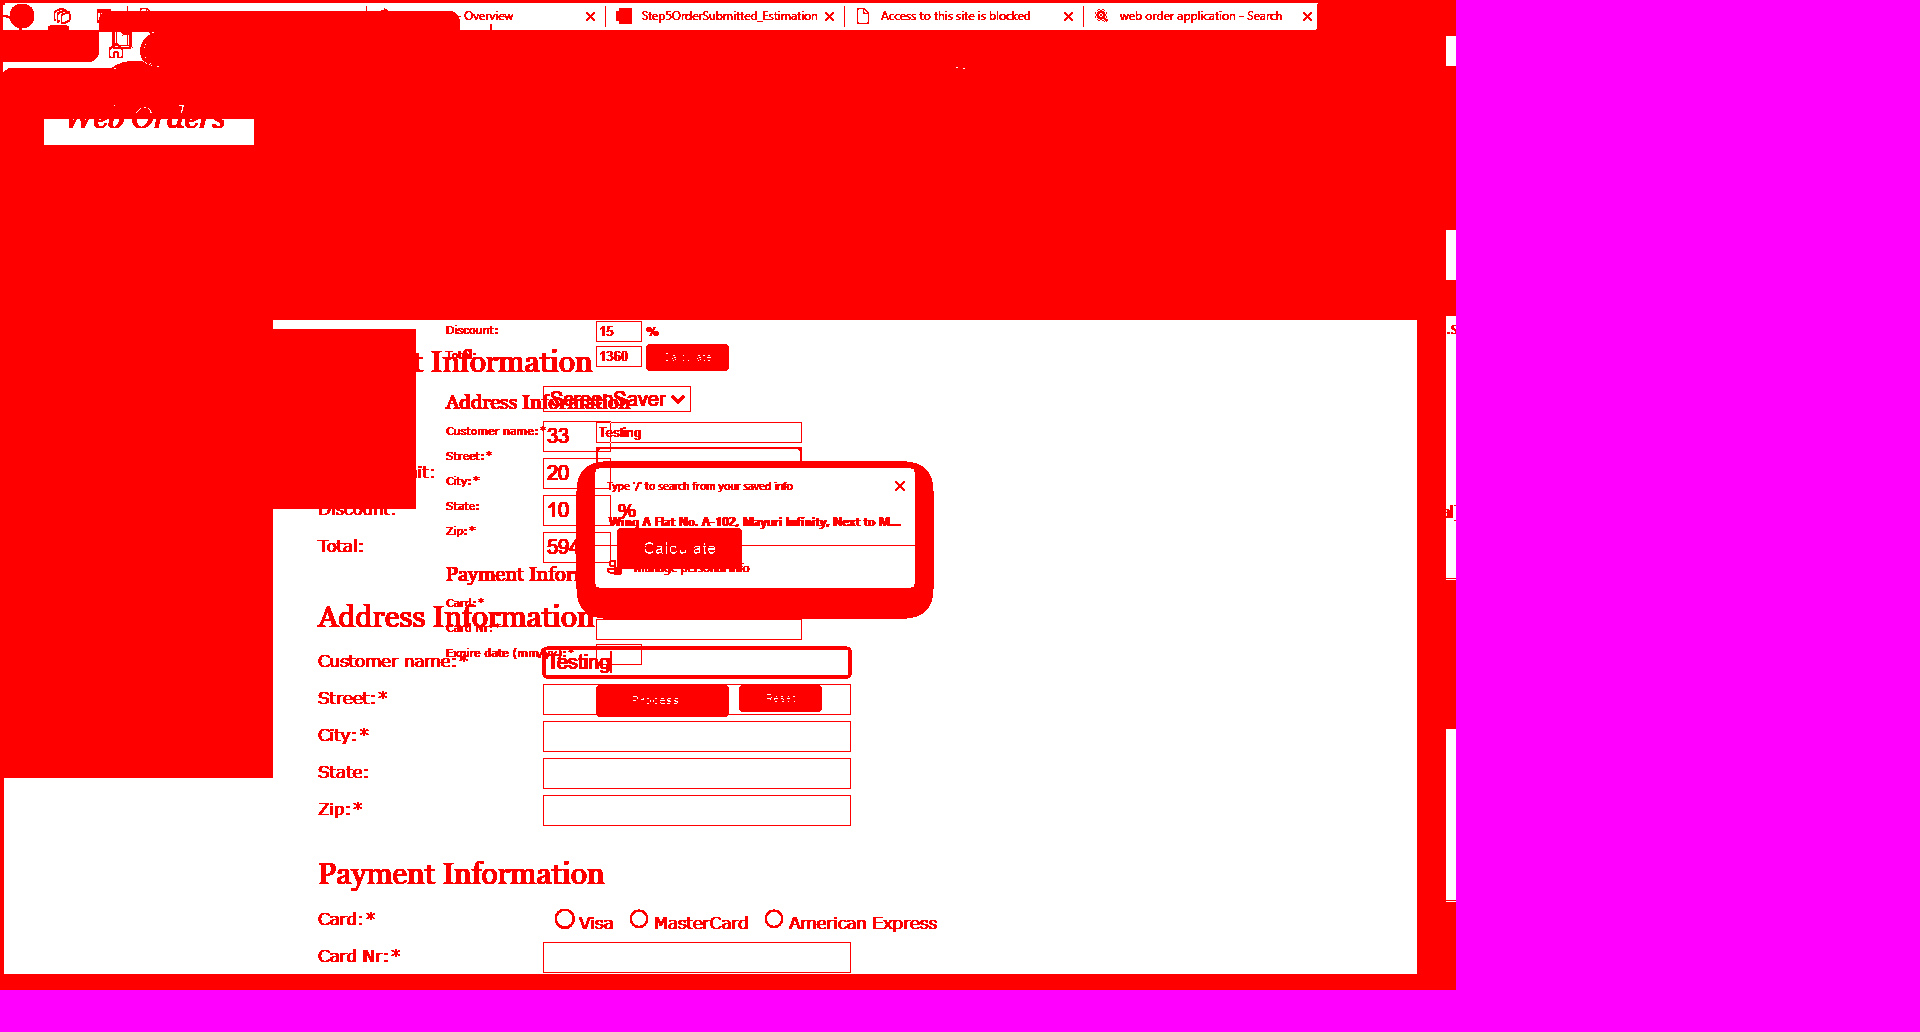 Overview
Step5OrderSubmitted_Estimation
Access to this site is blocked
web order application - Search
Web Orders
Discount: 15 %
Total: 1360 Calculate
t Information
ScreenSaver
Address Information
Customer name:* Testing
33
Street:*
it: 20
City:*
Type '/' to search from your saved info
State:
Discount: 10 %
Wing A Flat No. A-102, Mayuri Infinity, Next to M...
Zip:*
Total: 594 Calculate
Manage personal info
Payment Infor
Card:*
Address Information
Card Nr:*
Expire date (mm/yy):*
Customer name:* Testing
Street:*
Process Reset
City:*
State:
Zip:*
Payment Information
Card:* Visa MasterCard American Express
Card Nr:*